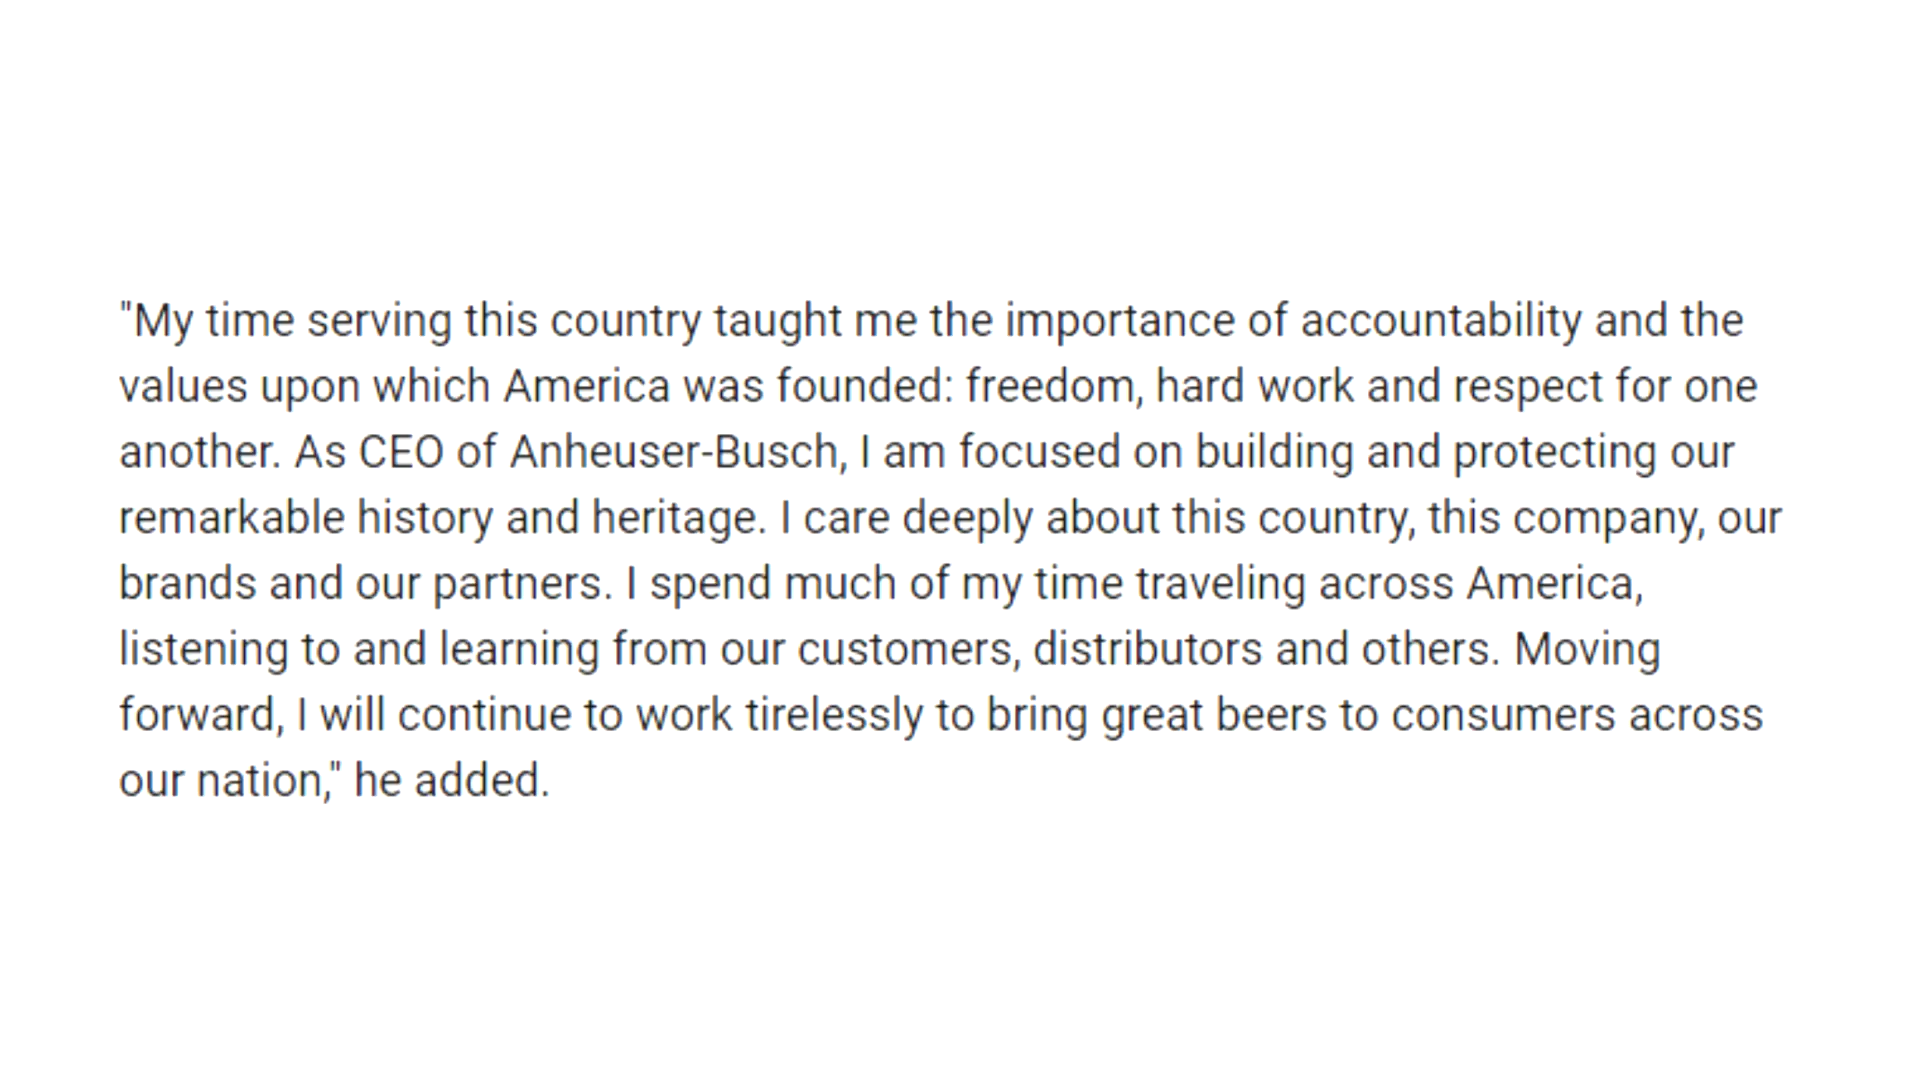 "My time serving this country taught me the importance of accountability and the
values upon which America was founded: freedom, hard work and respect for one
another. As CEO of Anheuser-Busch, I am focused on building and protecting our
remarkable history and heritage. I care deeply about this country, this company, our
brands and our partners. I spend much of my time traveling across America,
listening to and learning from our customers, distributors and others. Moving
forward, I will continue to work tirelessly to bring great beers to consumers across
our nation," he added.